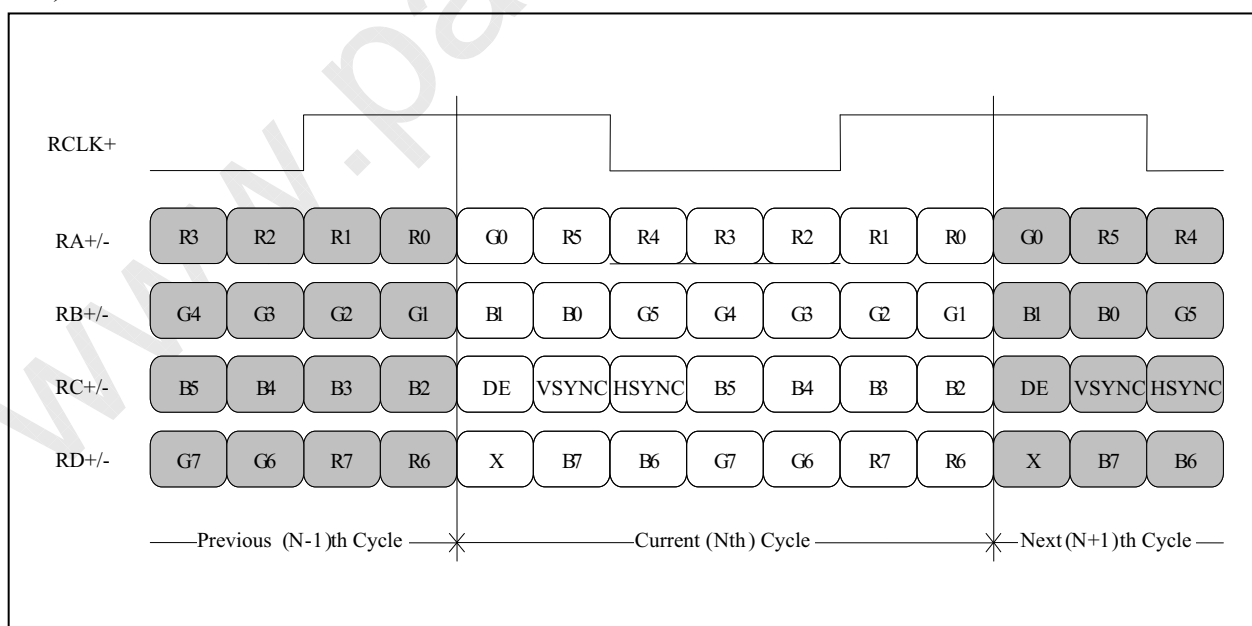 www.pa
RCLK+
RA+/- R3 R2 R1 R0 G0 R5 R4 R3 R2 R1 R0 G0 R5 R4
RB+/- G4 G3 G2 G1 B1 B0 G5 G4 G3 G2 G1 B1 B0 G5
RC+/- B5 B4 B3 B2 DE VSYNC HSYNC B5 B4 B3 B2 DE VSYNC HSYNC
RD+/- G7 G6 R7 R6 X B7 B6 G7 G6 R7 R6 X B7 B6
Previous (N-1)th Cycle Current (Nth) Cycle Next (N+1)th Cycle